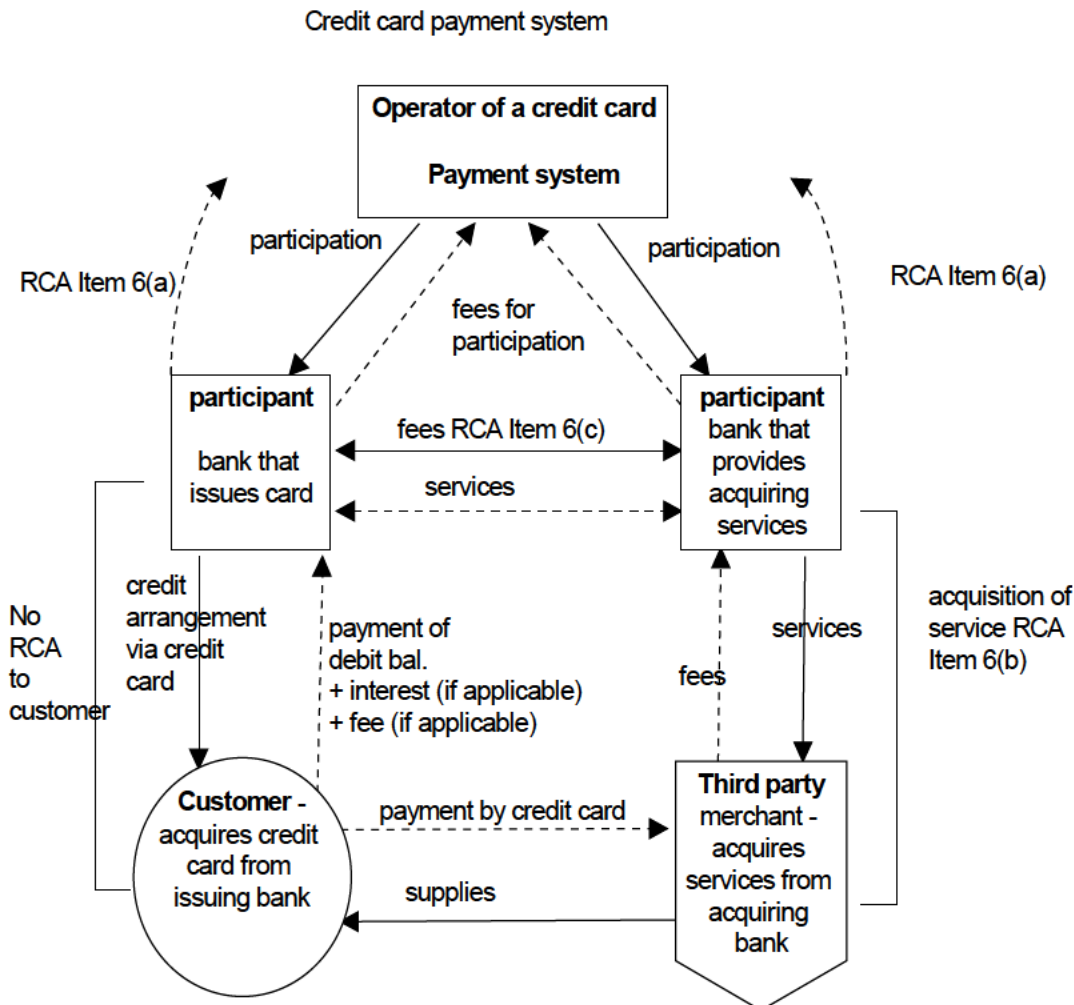 Credit card payment system
Operator of a credit card
Payment system
participation
participation
RCA Item 6(a)
RCA Item 6(a)
fees for
participation
participant
bank that
issues card
participant
bank that
provides
acquiring
services
fees RCA Item 6(c)
services
No
RCA
to
customer
credit
arrangement
via credit
card
payment of
debit bal.
+ interest (if applicable)
+ fee (if applicable)
fees
services
acquisition of
service RCA
Item 6(b)
Customer -
acquires credit
card from
issuing bank
payment by credit card
supplies
Third party
merchant -
acquires
services from
acquiring
bank